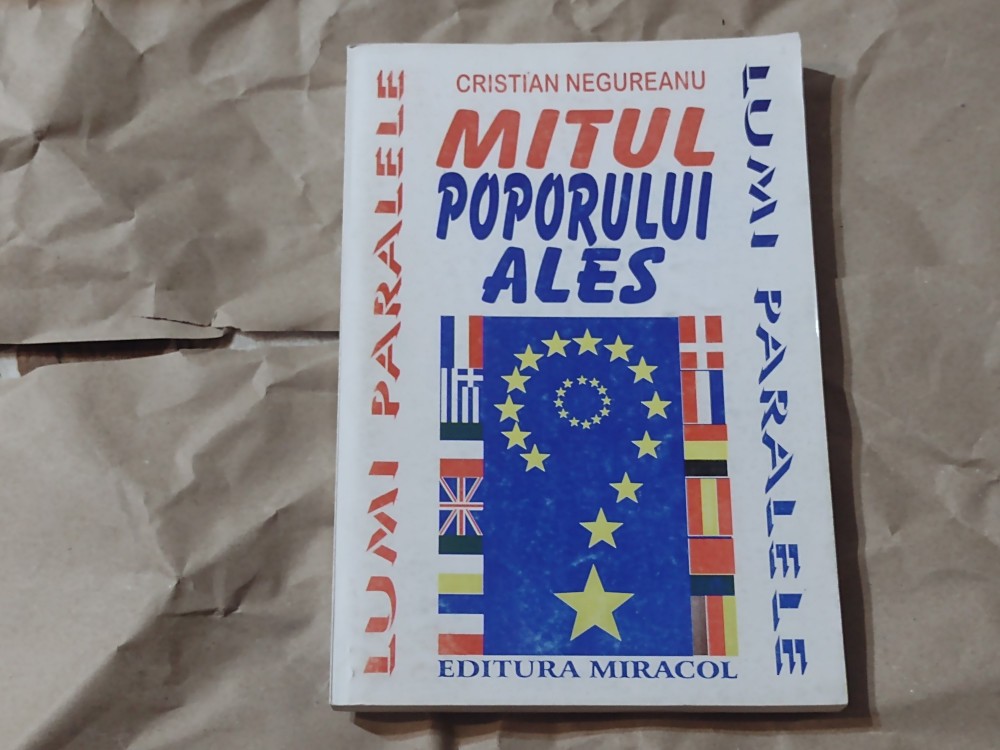 CRISTIAN NEGUREANU
MITUL
POPORULUI
ALES
LUMI PARALELE
LUMI PARALELE
EDITURA MIRACOL